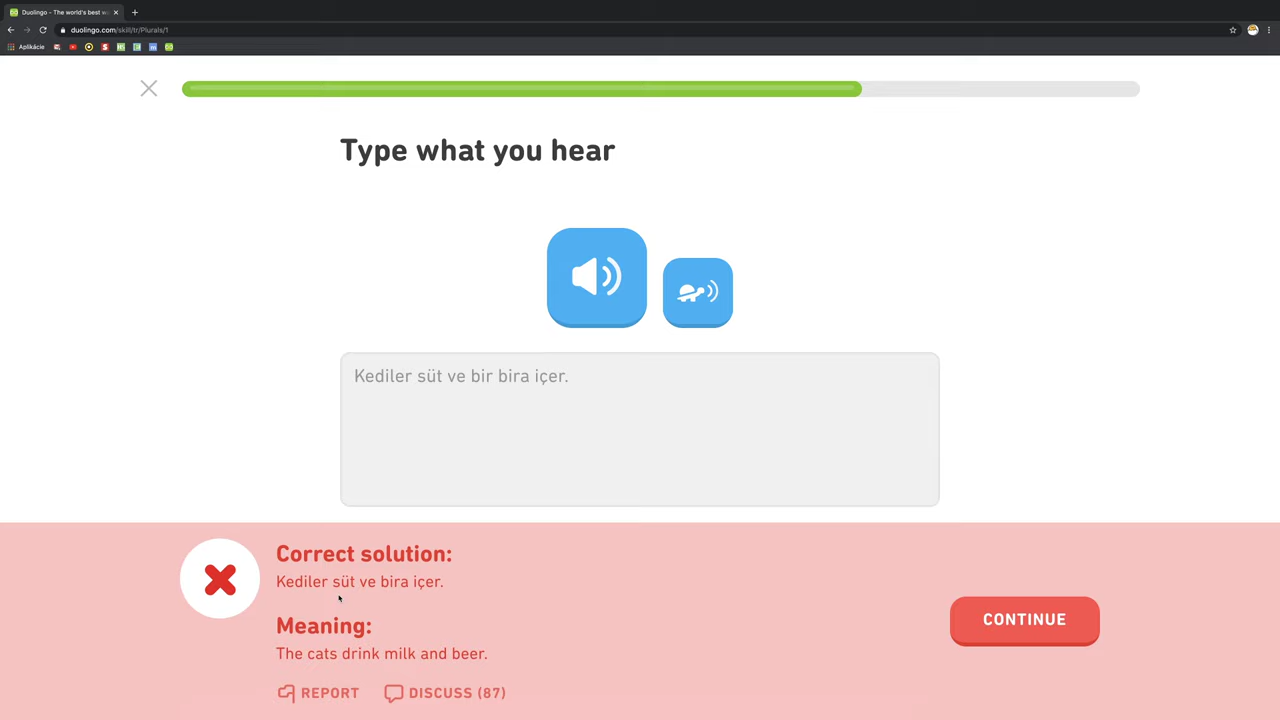 Duolingo - The world's best w
duolingo.com/skill/tr/Plurals/1
Aplikácie
Type what you hear
Kediler süt ve bir bira içer.
Correct solution:
Kediler süt ve bira içer.
Meaning:
The cats drink milk and beer.
CONTINUE
REPORT DISCUSS (87)